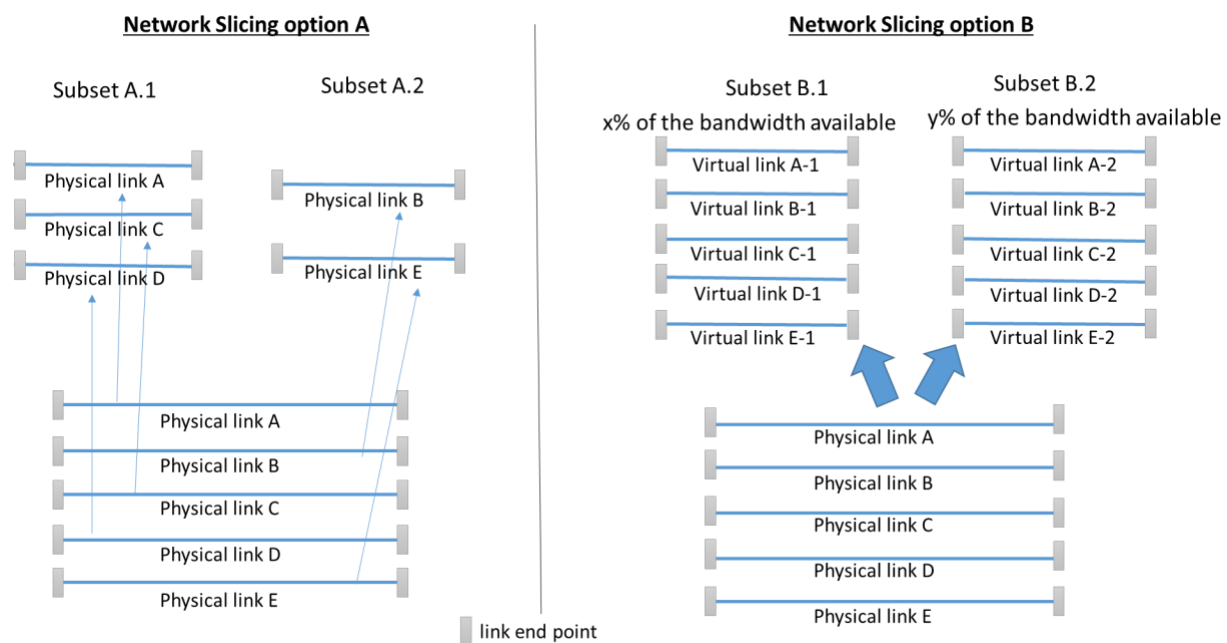 Network Slicing option A
Subset A.1
Subset A.2
Physical link A
Physical link C
Physical link D
Physical link B
Physical link E
Physical link A
Physical link B
Physical link C
Physical link D
Physical link E
link end point
Network Slicing option B
Subset B.1
x% of the bandwidth available
Virtual link A-1
Virtual link B-1
Virtual link C-1
Virtual link D-1
Virtual link E-1
Subset B.2
y% of the bandwidth available
Virtual link A-2
Virtual link B-2
Virtual link C-2
Virtual link D-2
Virtual link E-2
Physical link A
Physical link B
Physical link C
Physical link D
Physical link E